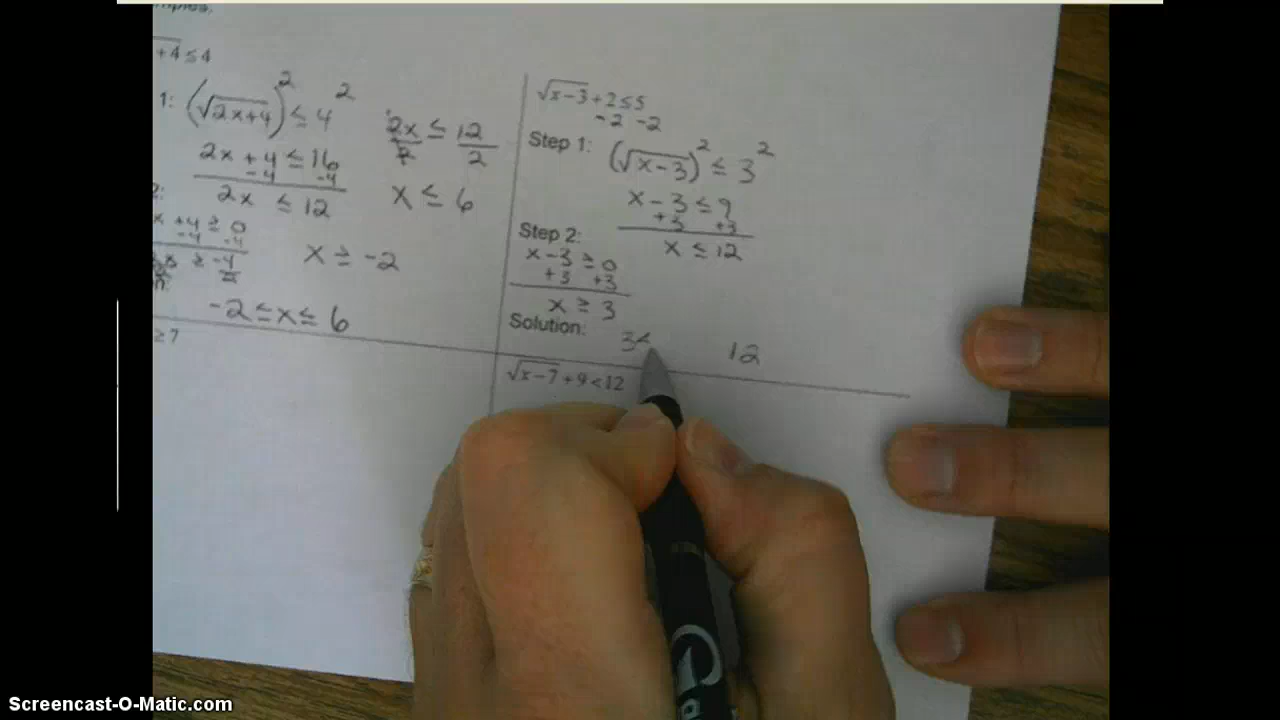 +4 ≤ 4
1: (√2x+4)² ≤ 4²
2x + 4 ≤ 16
-4 -4
2x ≤ 12
2x ≤ 12
2 2
x ≤ 6
2:
x +4 ≥ 0
-4 -4
≥ -4
x ≥ -2
n:
-2 ≤ x ≤ 6
≥ 7
√x-3 + 2 ≤ 5
-2 -2
Step 1: (√x-3)² ≤ 3²
x - 3 ≤ 9
+3 +3
x ≤ 12
Step 2:
x - 3 ≥ 0
+3 +3
x ≥ 3
Solution: 3 < 12
√x-7 + 9 < 12
Screencast-O-Matic.com